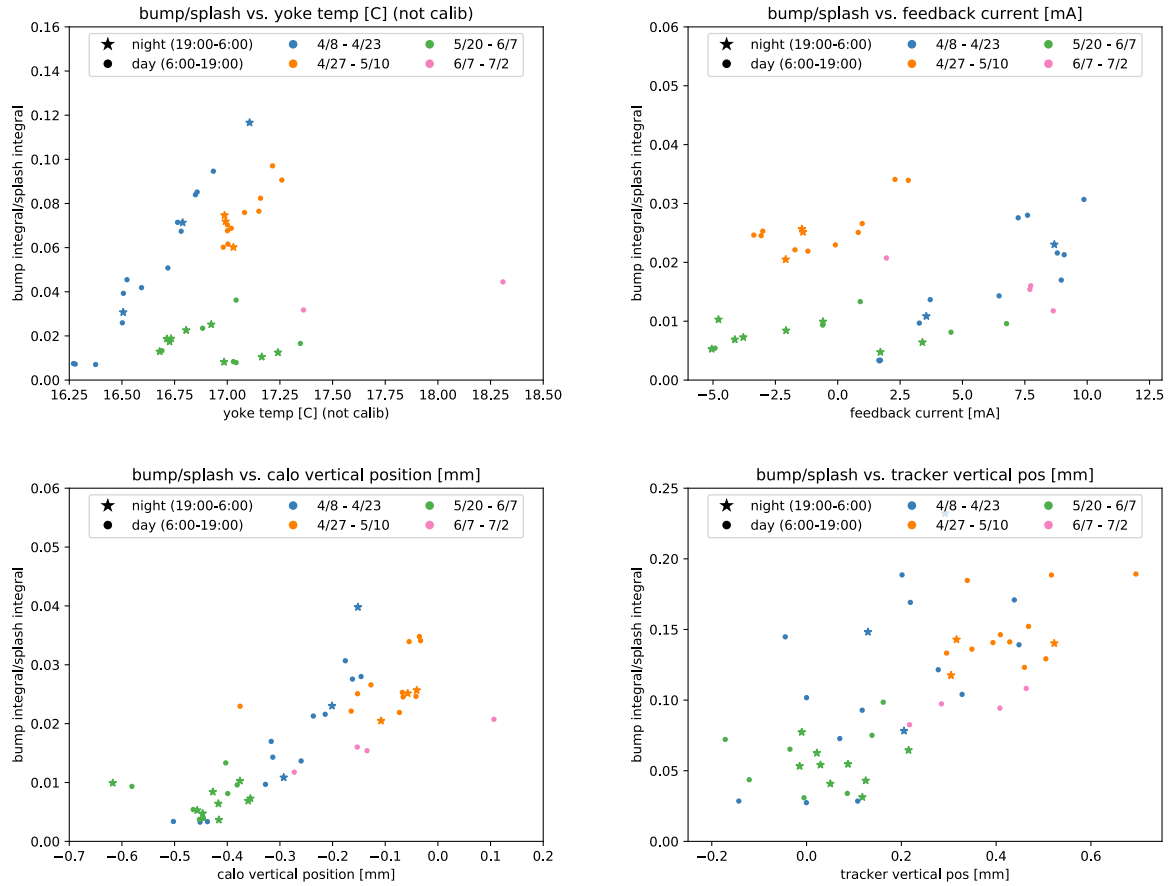 bump/splash vs. yoke temp [C] (not calib)
night (19:00-6:00) 4/8 - 4/23 5/20 - 6/7
day (6:00-19:00) 4/27 - 5/10 6/7 - 7/2
bump integral/splash integral
0.16
0.14
0.12
0.10
0.08
0.06
0.04
0.02
0.00
16.25 16.50 16.75 17.00 17.25 17.50 17.75 18.00 18.25 18.50
yoke temp [C] (not calib)
bump/splash vs. feedback current [mA]
night (19:00-6:00) 4/8 - 4/23 5/20 - 6/7
day (6:00-19:00) 4/27 - 5/10 6/7 - 7/2
bump integral/splash integral
0.06
0.05
0.04
0.03
0.02
0.01
0.00
−5.0 −2.5 0.0 2.5 5.0 7.5 10.0 12.5
feedback current [mA]
bump/splash vs. calo vertical position [mm]
night (19:00-6:00) 4/8 - 4/23 5/20 - 6/7
day (6:00-19:00) 4/27 - 5/10 6/7 - 7/2
bump integral/splash integral
0.06
0.05
0.04
0.03
0.02
0.01
0.00
−0.7 −0.6 −0.5 −0.4 −0.3 −0.2 −0.1 0.0 0.1 0.2
calo vertical position [mm]
bump/splash vs. tracker vertical pos [mm]
night (19:00-6:00) 4/8 - 4/23 5/20 - 6/7
day (6:00-19:00) 4/27 - 5/10 6/7 - 7/2
bump integral/splash integral
0.25
0.20
0.15
0.10
0.05
0.00
−0.2 0.0 0.2 0.4 0.6
tracker vertical pos [mm]